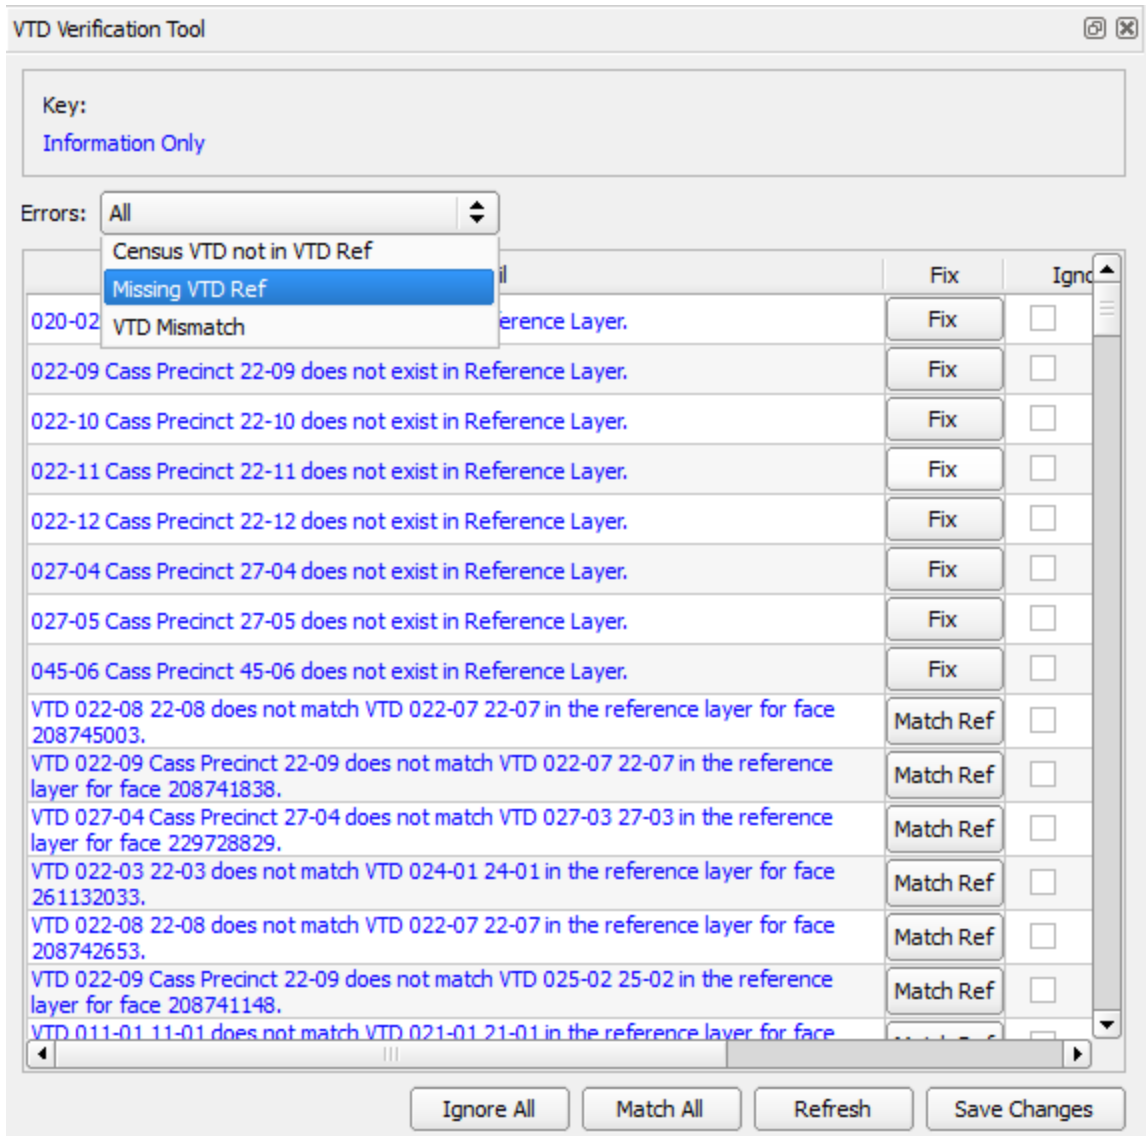 VTD Verification Tool
Key:
Information Only
Errors: All
Census VTD not in VTD Ref
Missing VTD Ref
VTD Mismatch
il Fix Igno
020-02 erence Layer. Fix
022-09 Cass Precinct 22-09 does not exist in Reference Layer. Fix
022-10 Cass Precinct 22-10 does not exist in Reference Layer. Fix
022-11 Cass Precinct 22-11 does not exist in Reference Layer. Fix
022-12 Cass Precinct 22-12 does not exist in Reference Layer. Fix
027-04 Cass Precinct 27-04 does not exist in Reference Layer. Fix
027-05 Cass Precinct 27-05 does not exist in Reference Layer. Fix
045-06 Cass Precinct 45-06 does not exist in Reference Layer. Fix
VTD 022-08 22-08 does not match VTD 022-07 22-07 in the reference layer for face
208745003. Match Ref
VTD 022-09 Cass Precinct 22-09 does not match VTD 022-07 22-07 in the reference
layer for face 208741838. Match Ref
VTD 027-04 Cass Precinct 27-04 does not match VTD 027-03 27-03 in the reference
layer for face 229728829. Match Ref
VTD 022-03 22-03 does not match VTD 024-01 24-01 in the reference layer for face
261132033. Match Ref
VTD 022-08 22-08 does not match VTD 022-07 22-07 in the reference layer for face
208742653. Match Ref
VTD 022-09 Cass Precinct 22-09 does not match VTD 025-02 25-02 in the reference
layer for face 208741148. Match Ref
VTD 011-01 11-01 does not match VTD 021-01 21-01 in the reference layer for face
Ignore All Match All Refresh Save Changes